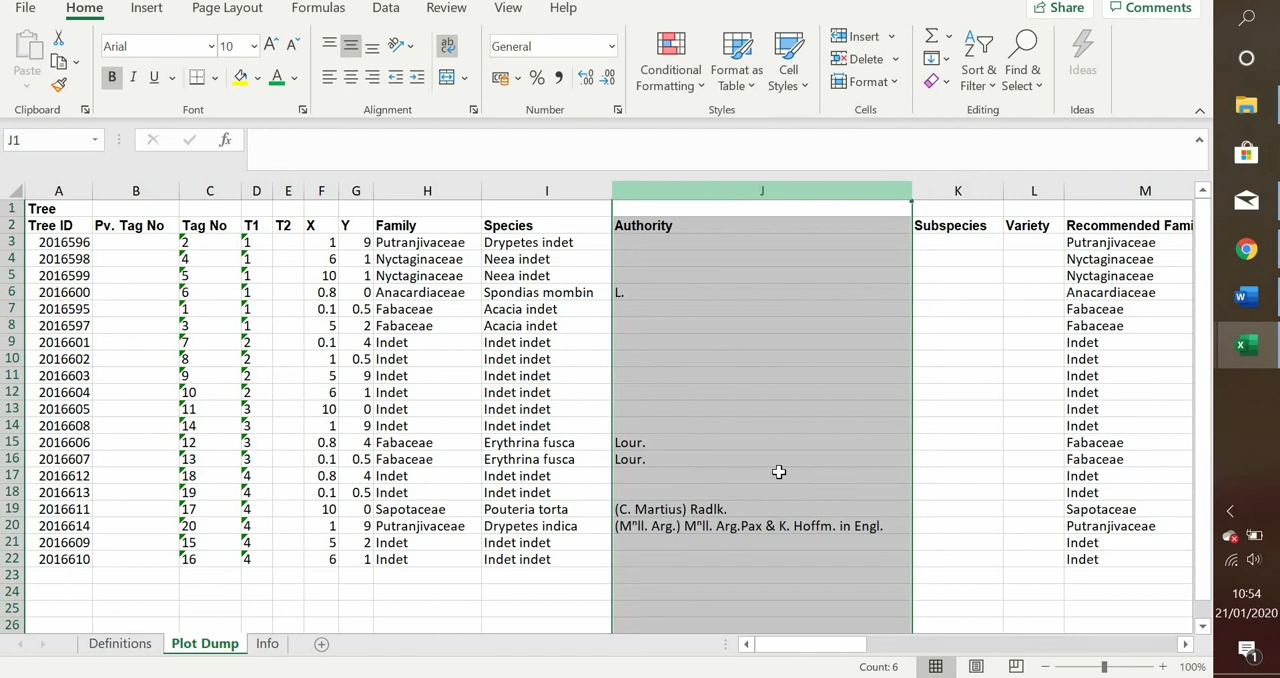 File Home Insert Page Layout Formulas Data Review View Help Share Comments
Paste Arial 10 General Insert Delete Format
B I U
Conditional Formatting Format as Table Cell Styles Sort & Filter Find & Select Ideas
Clipboard Font Alignment Number Styles Cells Editing Ideas
J1 fx
A B C D E F G H I J K L M
1 Tree
2 Tree ID Pv. Tag No Tag No T1 T2 X Y Family Species Authority Subspecies Variety Recommended Fami
3 2016596 2 1 1 9 Putranjivaceae Drypetes indet Putranjivaceae
4 2016598 4 1 6 1 Nyctaginaceae Neea indet Nyctaginaceae
5 2016599 5 1 10 1 Nyctaginaceae Neea indet Nyctaginaceae
6 2016600 6 1 0.8 0 Anacardiaceae Spondias mombin L. Anacardiaceae
7 2016595 1 1 0.1 0.5 Fabaceae Acacia indet Fabaceae
8 2016597 3 1 5 2 Fabaceae Acacia indet Fabaceae
9 2016601 7 2 0.1 4 Indet Indet indet Indet
10 2016602 8 2 1 0.5 Indet Indet indet Indet
11 2016603 9 2 5 9 Indet Indet indet Indet
12 2016604 10 2 6 1 Indet Indet indet Indet
13 2016605 11 3 10 0 Indet Indet indet Indet
14 2016608 14 3 1 9 Indet Indet indet Indet
15 2016606 12 3 0.8 4 Fabaceae Erythrina fusca Lour. Fabaceae
16 2016607 13 3 0.1 0.5 Fabaceae Erythrina fusca Lour. Fabaceae
17 2016612 18 4 0.8 4 Indet Indet indet Indet
18 2016613 19 4 0.1 0.5 Indet Indet indet Indet
19 2016611 17 4 10 0 Sapotaceae Pouteria torta (C. Martius) Radlk. Sapotaceae
20 2016614 20 4 1 9 Putranjivaceae Drypetes indica (Mⁿll. Arg.) Mⁿll. Arg.Pax & K. Hoffm. in Engl. Putranjivaceae
21 2016609 15 4 5 2 Indet Indet indet Indet
22 2016610 16 4 6 1 Indet Indet indet Indet
23
24
25
26
Definitions Plot Dump Info
Count: 6 100%
10:54
21/01/2020
1